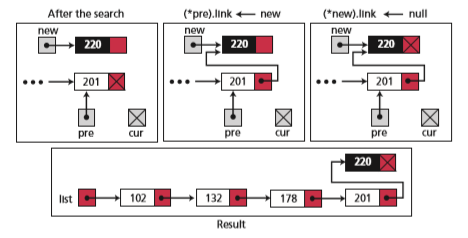 After the search
new
220
201
pre
cur
(*pre).link ← new
new
220
201
pre
cur
(*new).link ← null
new
220
201
pre
cur
220
list
102
132
178
201
Result